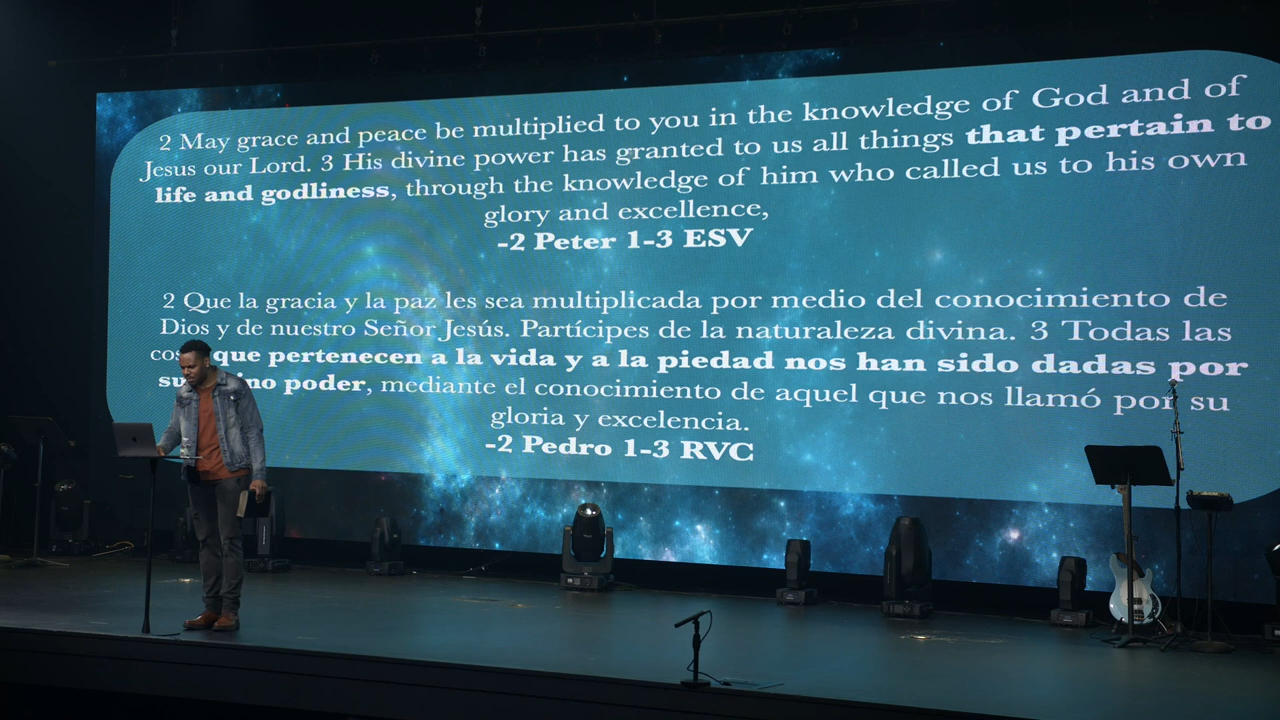 2 May grace and peace be multiplied to you in the knowledge of God and of
Jesus our Lord. 3 His divine power has granted to us all things that pertain to
life and godliness, through the knowledge of him who called us to his own
glory and excellence,
-2 Peter 1-3 ESV
2 Que la gracia y la paz les sea multiplicada por medio del conocimiento de
Dios y de nuestro Señor Jesús. Partícipes de la naturaleza divina. 3 Todas las
que pertenecen a la vida y a la piedad nos han sido dadas por
poder, mediante el conocimiento de aquel que nos llamó por su
gloria y excelencia.
-2 Pedro 1-3 RVC